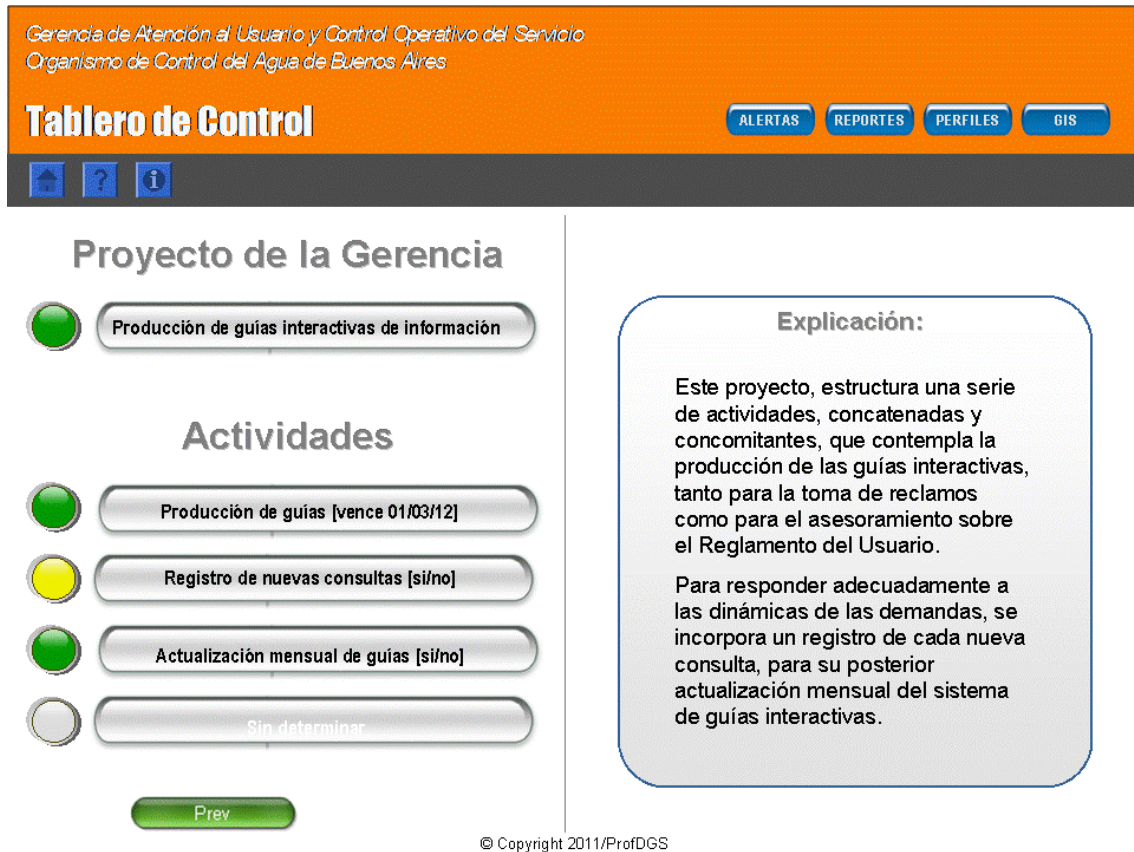 Gerencia de Atención al Usuario y Control Operativo del Servicio
Organismo de Control del Agua de Buenos Aires
Tablero de Control
ALERTAS
REPORTES
PERFILES
GIS
?
i
Proyecto de la Gerencia
Producción de guías interactivas de información
Actividades
Producción de guías [vence 01/03/12]
Registro de nuevas consultas [si/no]
Actualización mensual de guías [si/no]
Sin determinar
Prev
Explicación:
Este proyecto, estructura una serie
de actividades, concatenadas y
concomitantes, que contempla la
producción de las guías interactivas,
tanto para la toma de reclamos
como para el asesoramiento sobre
el Reglamento del Usuario.
Para responder adecuadamente a
las dinámicas de las demandas, se
incorpora un registro de cada nueva
consulta, para su posterior
actualización mensual del sistema
de guías interactivas.
© Copyright 2011/ProfDGS